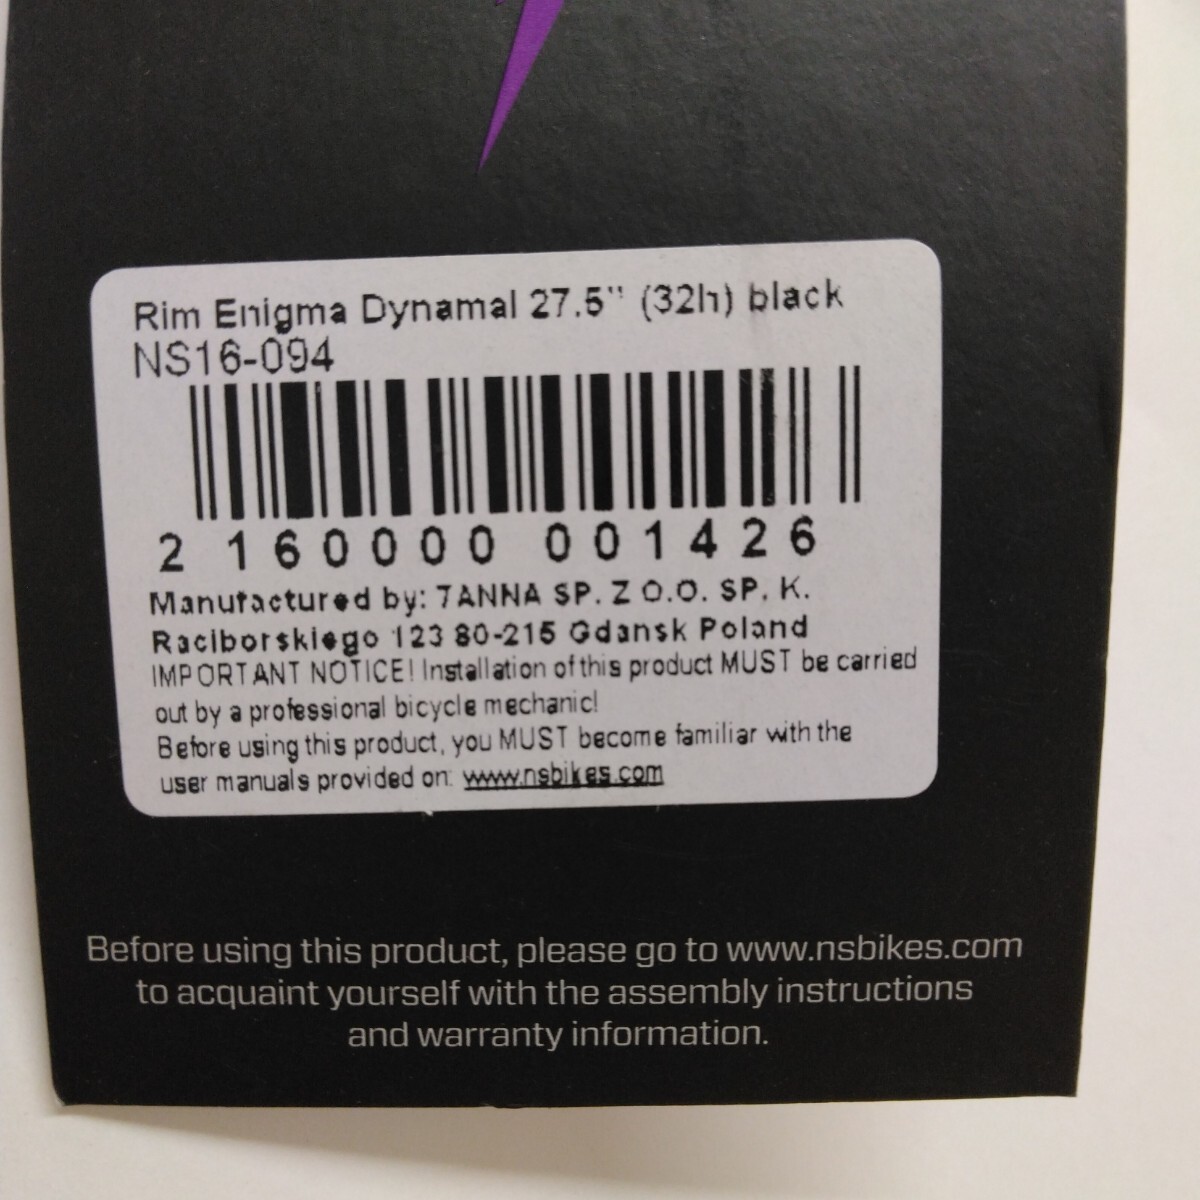 Rim Enigma Dynamal 27.5" (32h) black
NS16-094
2 160000 001426
Manufactured by: 7ANNA SP. Z O.O. SP. K.
Raciborskiego 123 80-215 Gdansk Poland
IMPORTANT NOTICE! Installation of this product MUST be carried
out by a professional bicycle mechanic!
Before using this product, you MUST become familiar with the
user manuals provided on: www.nsbikes.com
Before using this product, please go to www.nsbikes.com
to acquaint yourself with the assembly instructions
and warranty information.